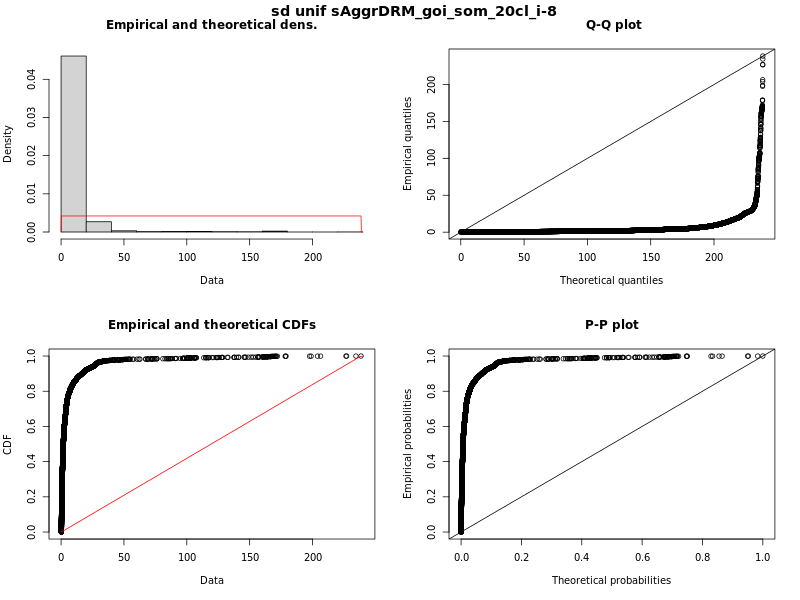 sd unif sAggrDRM_goi_som_20cl_i-8
Empirical and theoretical dens.
Density
0.00 0.01 0.02 0.03 0.04
0 50 100 150 200
Data
Q-Q plot
Empirical quantiles
0 50 100 150 200
0 50 100 150 200
Theoretical quantiles
Empirical and theoretical CDFs
CDF
0.0 0.2 0.4 0.6 0.8 1.0
0 50 100 150 200
Data
P-P plot
Empirical probabilities
0.0 0.2 0.4 0.6 0.8 1.0
0.0 0.2 0.4 0.6 0.8 1.0
Theoretical probabilities